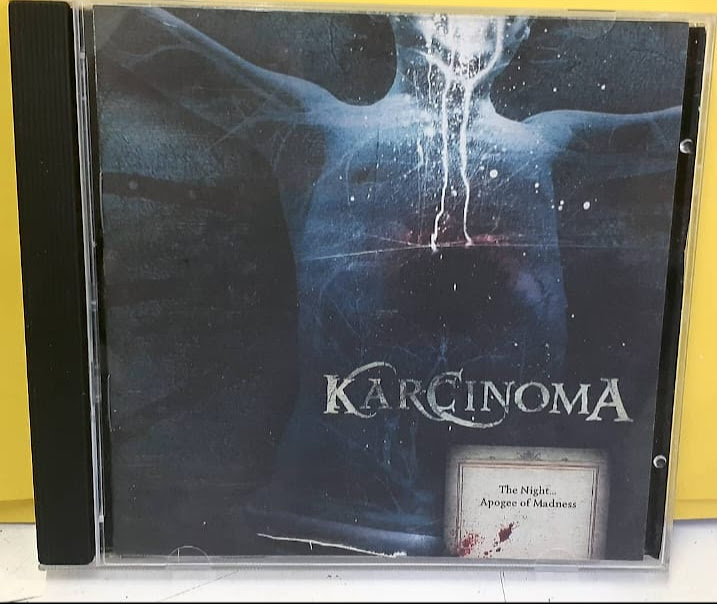 KARCINOMA
The Night...
Apogee of Madness